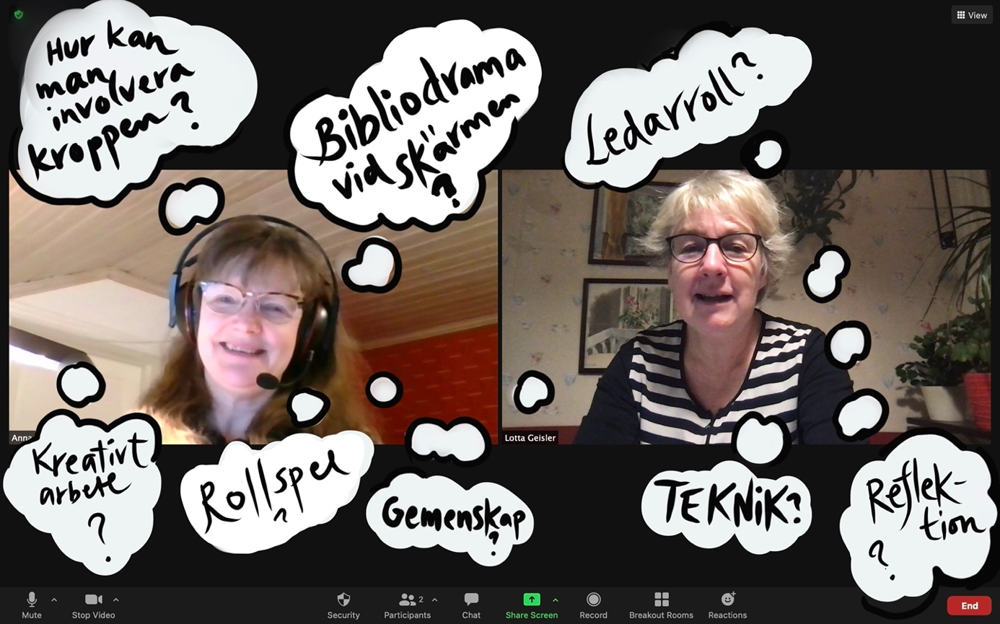 View
Hur kan
man
involvera
kroppen?
Bibliodrama
vid skärmen
?
Ledarroll?
Anna
Lotta Geisler
Kreativt
arbete
?
Rollspel
?
Gemenskap
?
TEKNIK?
Reflek-
tion
?
Mute
Stop Video
Security
Participants
2
Chat
Share Screen
Record
Breakout Rooms
Reactions
End